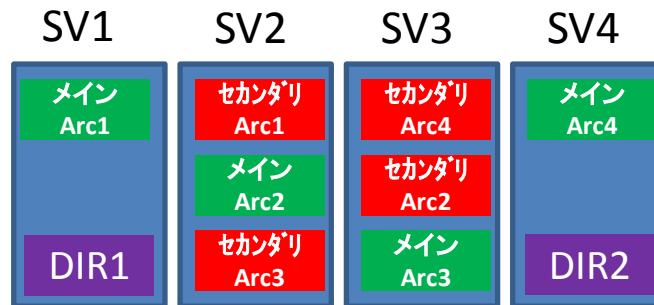 SV1
SV2
SV3
SV4
メイン
Arc1
DIR1
セカンダリ
Arc1
メイン
Arc2
セカンダリ
Arc3
セカンダリ
Arc4
セカンダリ
Arc2
メイン
Arc3
メイン
Arc4
DIR2